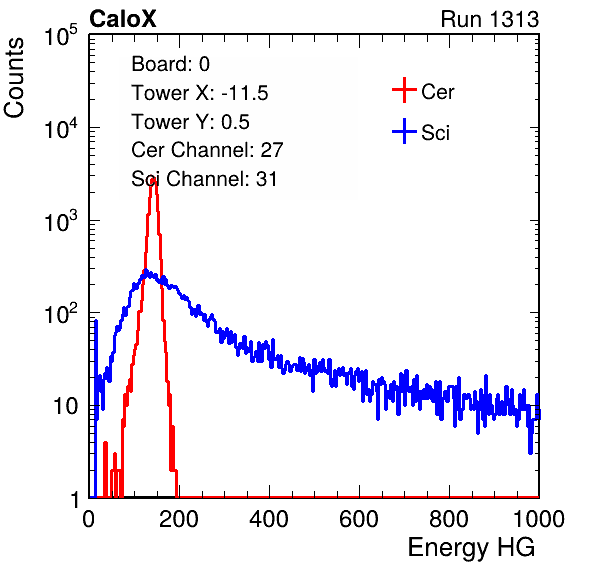 CaloX Run 1313
Counts
10^5
10^4
10^3
10^2
10
1
Board: 0
Tower X: -11.5
Tower Y: 0.5
Cer Channel: 27
Sci Channel: 31
Cer
Sci
0 200 400 600 800 1000
Energy HG